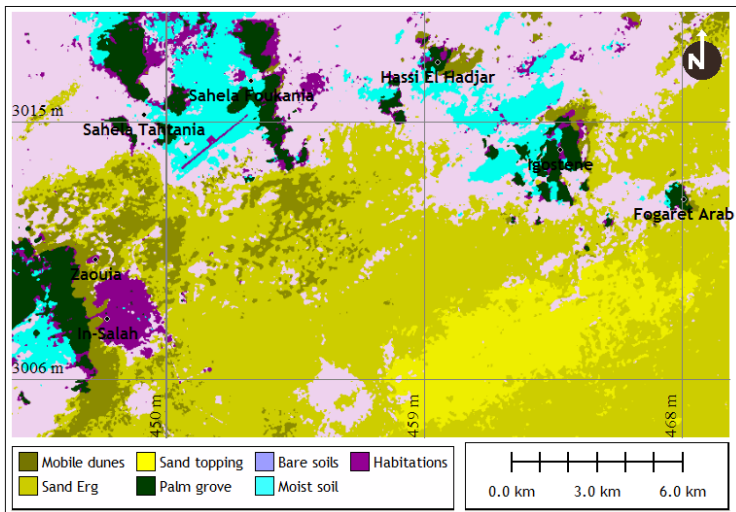 N
Hassi El Hadjar
Sahela Foukania
3015 m
Sahela Tahtania
Igostene
Fogaret Arab
Zaouia
In-Salah
3006 m
450 m
459 m
468 m
Mobile dunes Sand topping Bare soils Habitations
Sand Erg Palm grove Moist soil
0.0 km 3.0 km 6.0 km